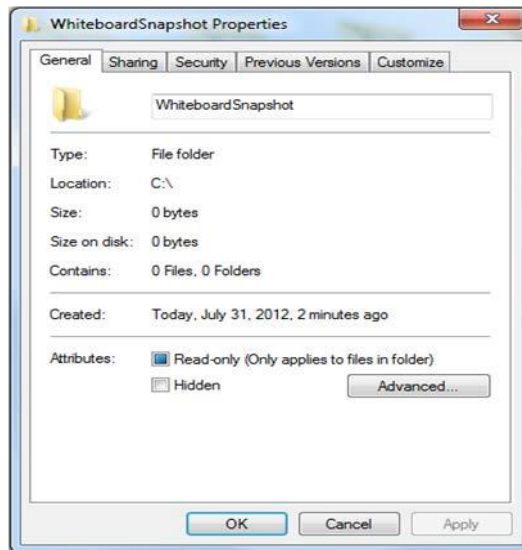 WhiteboardSnapshot Properties
General Sharing Security Previous Versions Customize
WhiteboardSnapshot
Type: File folder
Location: C:\
Size: 0 bytes
Size on disk: 0 bytes
Contains: 0 Files, 0 Folders
Created: Today, July 31, 2012, 2 minutes ago
Attributes: Read-only (Only applies to files in folder)
Hidden Advanced...
OK Cancel Apply